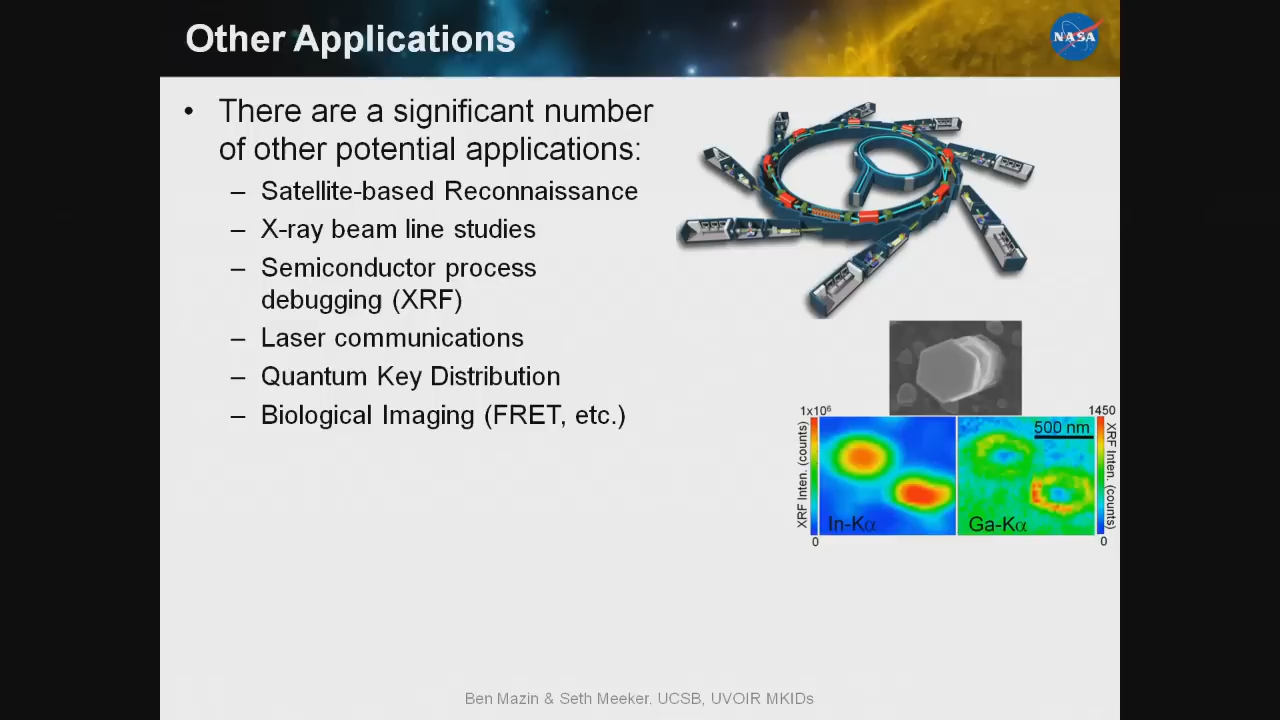 Other Applications
NASA
• There are a significant number
of other potential applications:
– Satellite-based Reconnaissance
– X-ray beam line studies
– Semiconductor process
debugging (XRF)
– Laser communications
– Quantum Key Distribution
– Biological Imaging (FRET, etc.)
1x10⁶
1450
XRF Inten. (counts)
500 nm
XRF Inten. (counts)
In-Kα
Ga-Kα
0
0
Ben Mazin & Seth Meeker. UCSB, UVOIR MKIDs